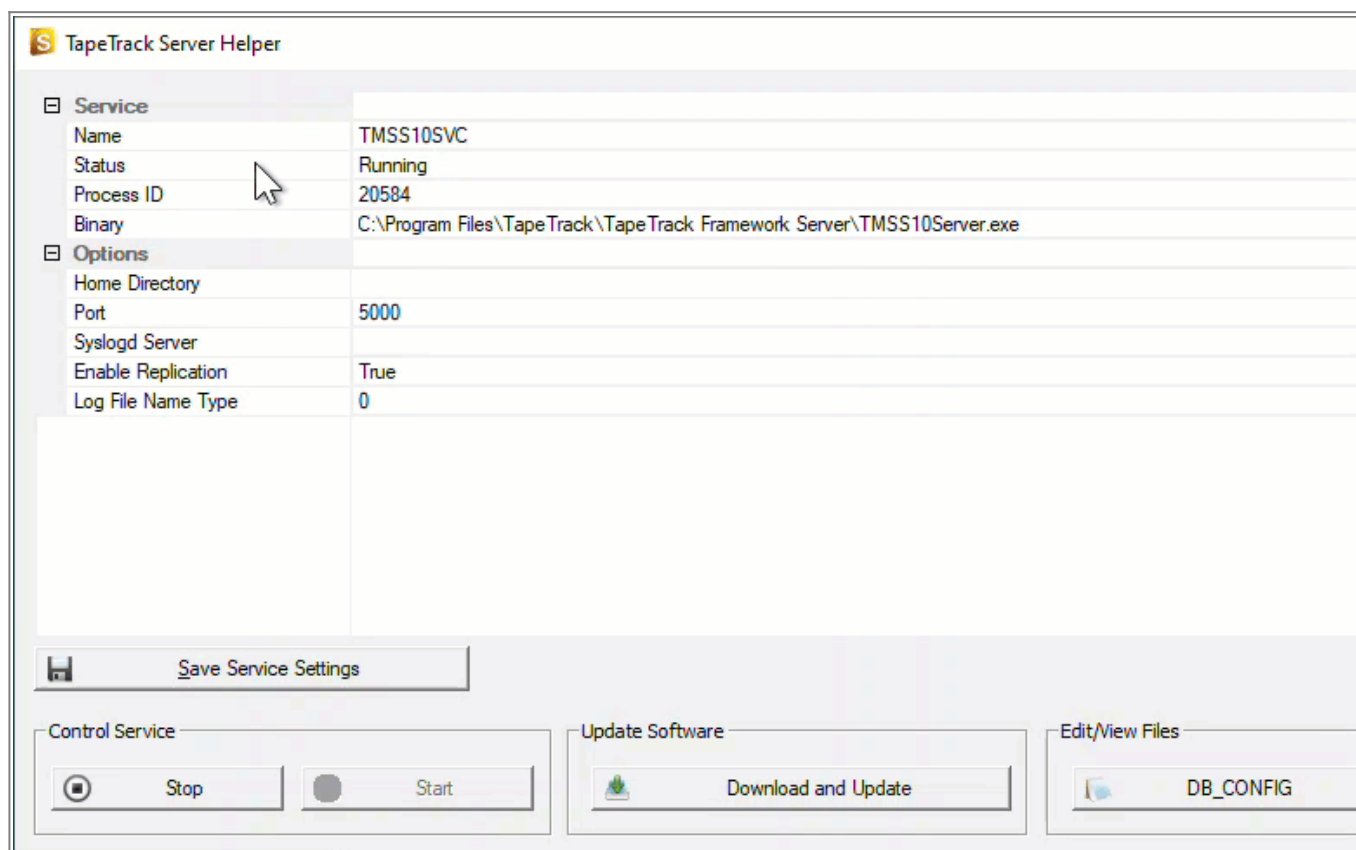 TapeTrack Server Helper
Service
Name TMSS10SVC
Status Running
Process ID 20584
Binary C:\Program Files\TapeTrack\TapeTrack Framework Server\TMSS10Server.exe
Options
Home Directory
Port 5000
Syslogd Server
Enable Replication True
Log File Name Type 0
Save Service Settings
Control Service Update Software Edit/View Files
Stop Start Download and Update DB_CONFIG